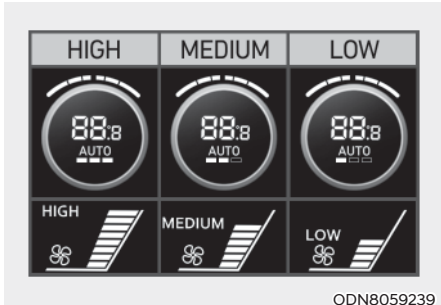 HIGH MEDIUM LOW
88:8 88:8 88:8
AUTO AUTO AUTO
HIGH MEDIUM LOW
ODN8059239